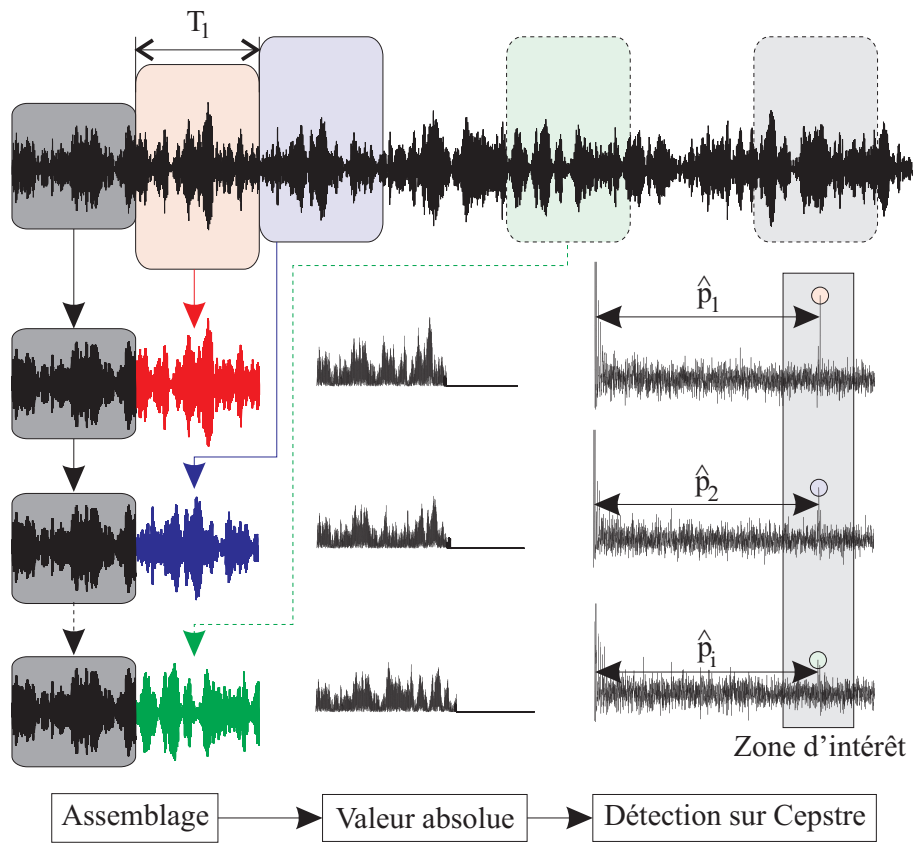 T₁
p̂₁
p̂₂
p̂ᵢ
Zone d'intérêt
Assemblage
Valeur absolue
Détection sur Cepstre